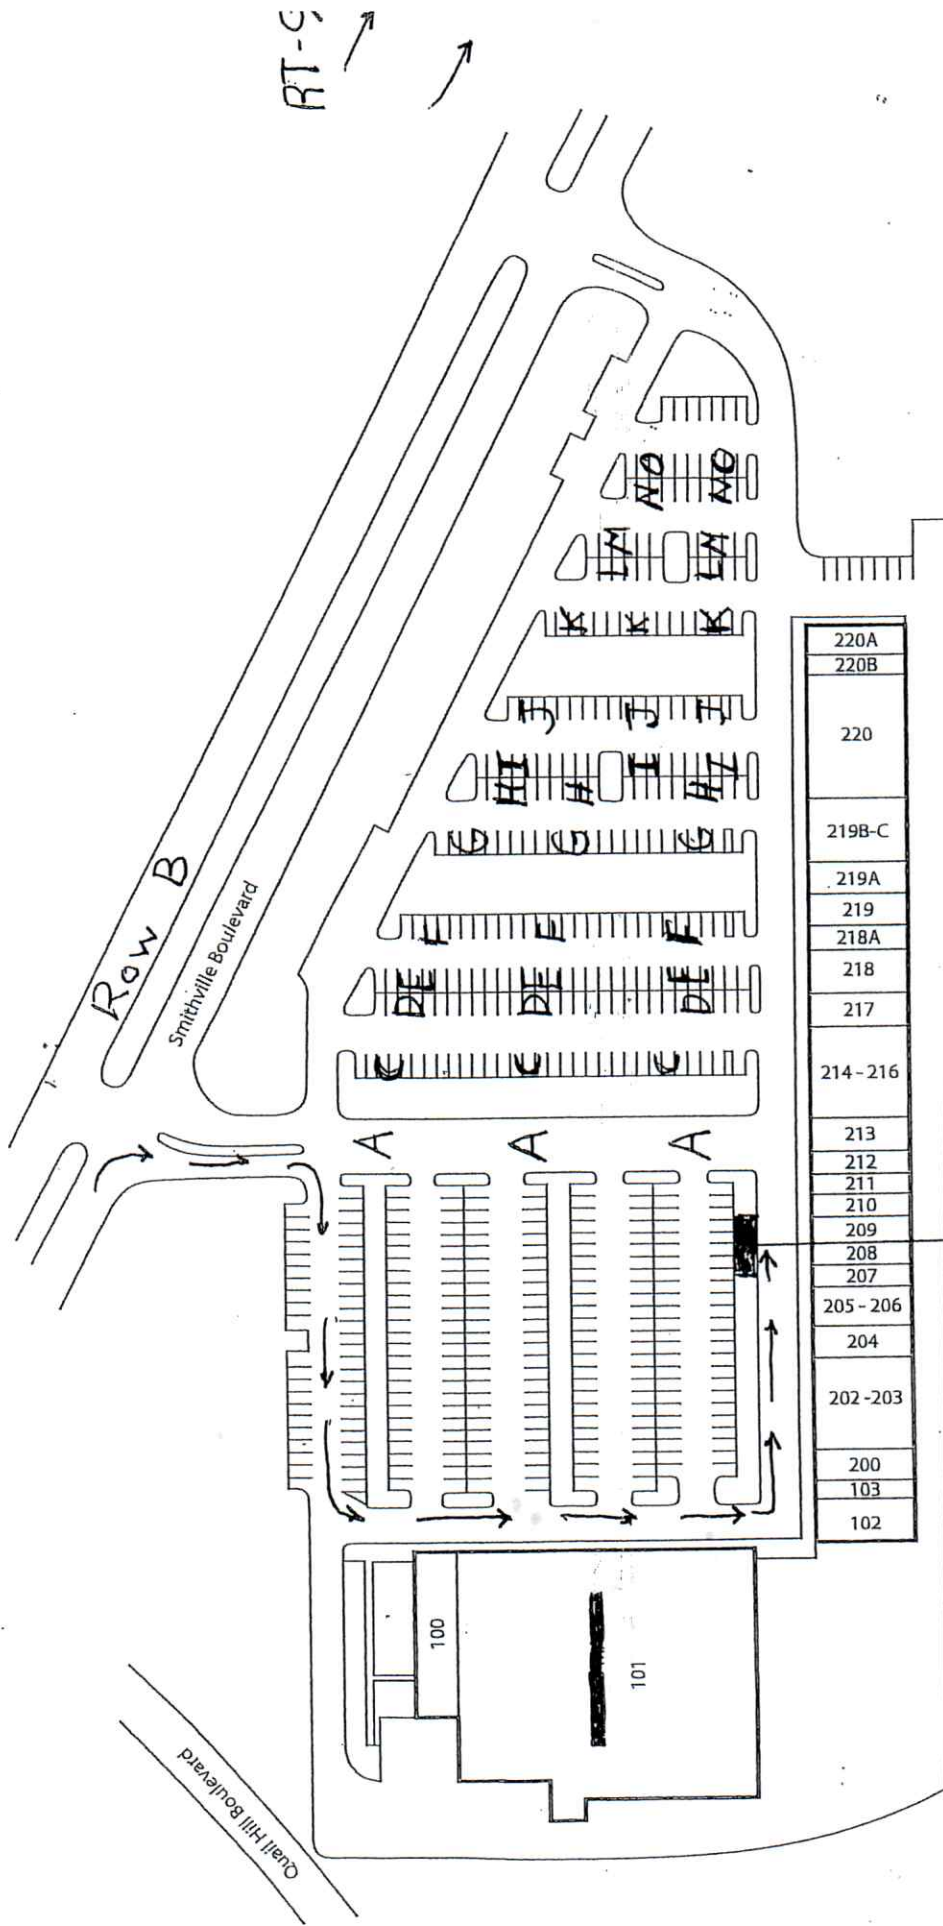 RT-9
Row B
Smithville Boulevard
NO
NO
LM
LM
K
K
K
J
J
J
HI
H
I
HI
G
G
G
F
F
F
DE
DE
DE
C
C
C
A
A
A
220A
220B
220
219B-C
219A
219
218A
218
217
214-216
213
212
211
210
209
208
207
205-206
204
202-203
200
103
102
100
101
Quail Hill Boulevard